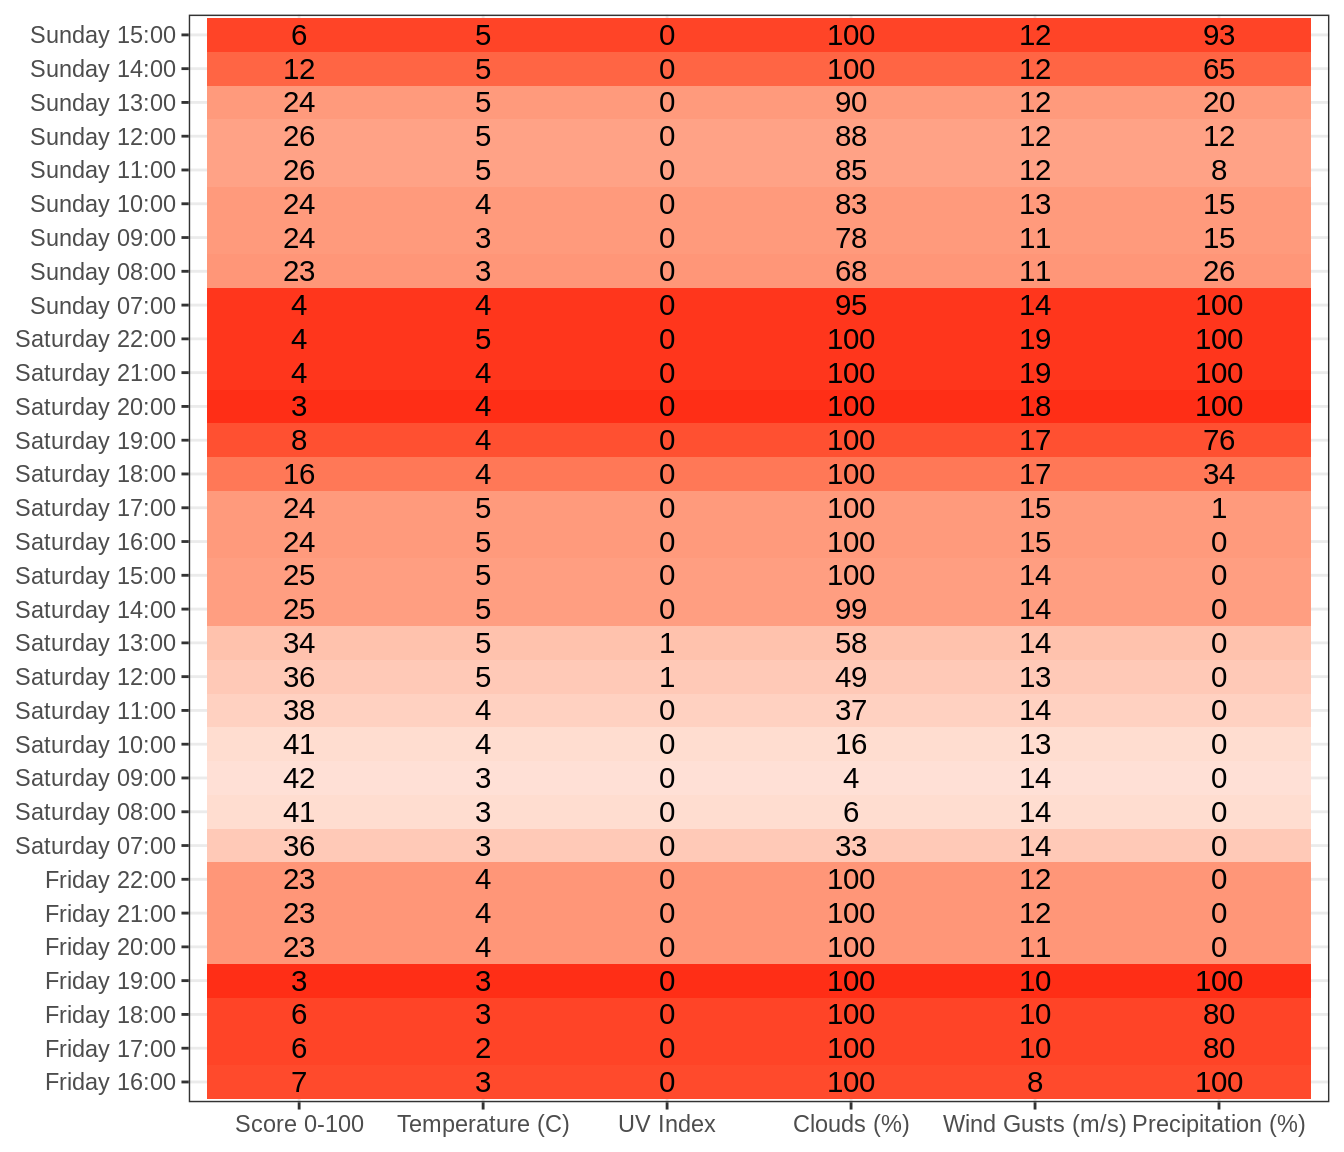 Sunday 15:00 6 5 0 100 12 93
Sunday 14:00 12 5 0 100 12 65
Sunday 13:00 24 5 0 90 12 20
Sunday 12:00 26 5 0 88 12 12
Sunday 11:00 26 5 0 85 12 8
Sunday 10:00 24 4 0 83 13 15
Sunday 09:00 24 3 0 78 11 15
Sunday 08:00 23 3 0 68 11 26
Sunday 07:00 4 4 0 95 14 100
Saturday 22:00 4 5 0 100 19 100
Saturday 21:00 4 4 0 100 19 100
Saturday 20:00 3 4 0 100 18 100
Saturday 19:00 8 4 0 100 17 76
Saturday 18:00 16 4 0 100 17 34
Saturday 17:00 24 5 0 100 15 1
Saturday 16:00 24 5 0 100 15 0
Saturday 15:00 25 5 0 100 14 0
Saturday 14:00 25 5 0 99 14 0
Saturday 13:00 34 5 1 58 14 0
Saturday 12:00 36 5 1 49 13 0
Saturday 11:00 38 4 0 37 14 0
Saturday 10:00 41 4 0 16 13 0
Saturday 09:00 42 3 0 4 14 0
Saturday 08:00 41 3 0 6 14 0
Saturday 07:00 36 3 0 33 14 0
Friday 22:00 23 4 0 100 12 0
Friday 21:00 23 4 0 100 12 0
Friday 20:00 23 4 0 100 11 0
Friday 19:00 3 3 0 100 10 100
Friday 18:00 6 3 0 100 10 80
Friday 17:00 6 2 0 100 10 80
Friday 16:00 7 3 0 100 8 100
Score 0-100 Temperature (C) UV Index Clouds (%) Wind Gusts (m/s) Precipitation (%)